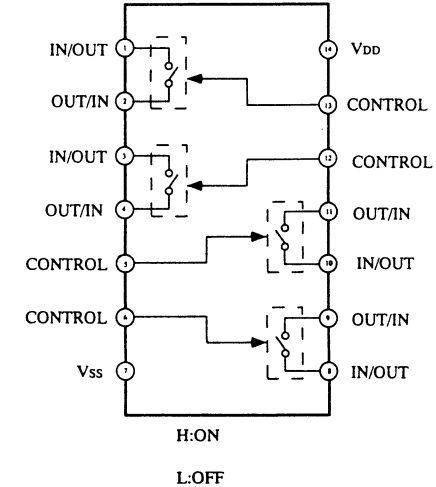 IN/OUT 1 14 VDD
OUT/IN 2 13 CONTROL
IN/OUT 3 12 CONTROL
OUT/IN 4 11 OUT/IN
CONTROL 5 10 IN/OUT
CONTROL 6 9 OUT/IN
VSS 7 8 IN/OUT
H:ON
L:OFF